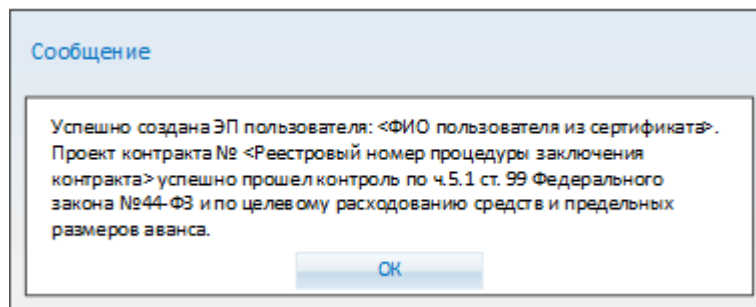 Сообщение
Успешно создана ЭП пользователя: <ФИО пользователя из сертификата>.
Проект контракта № <Реестровый номер процедуры заключения
контракта> успешно прошел контроль по ч.5.1 ст. 99 Федерального
закона №44-ФЗ и по целевому расходованию средств и предельных
размеров аванса.
ОК